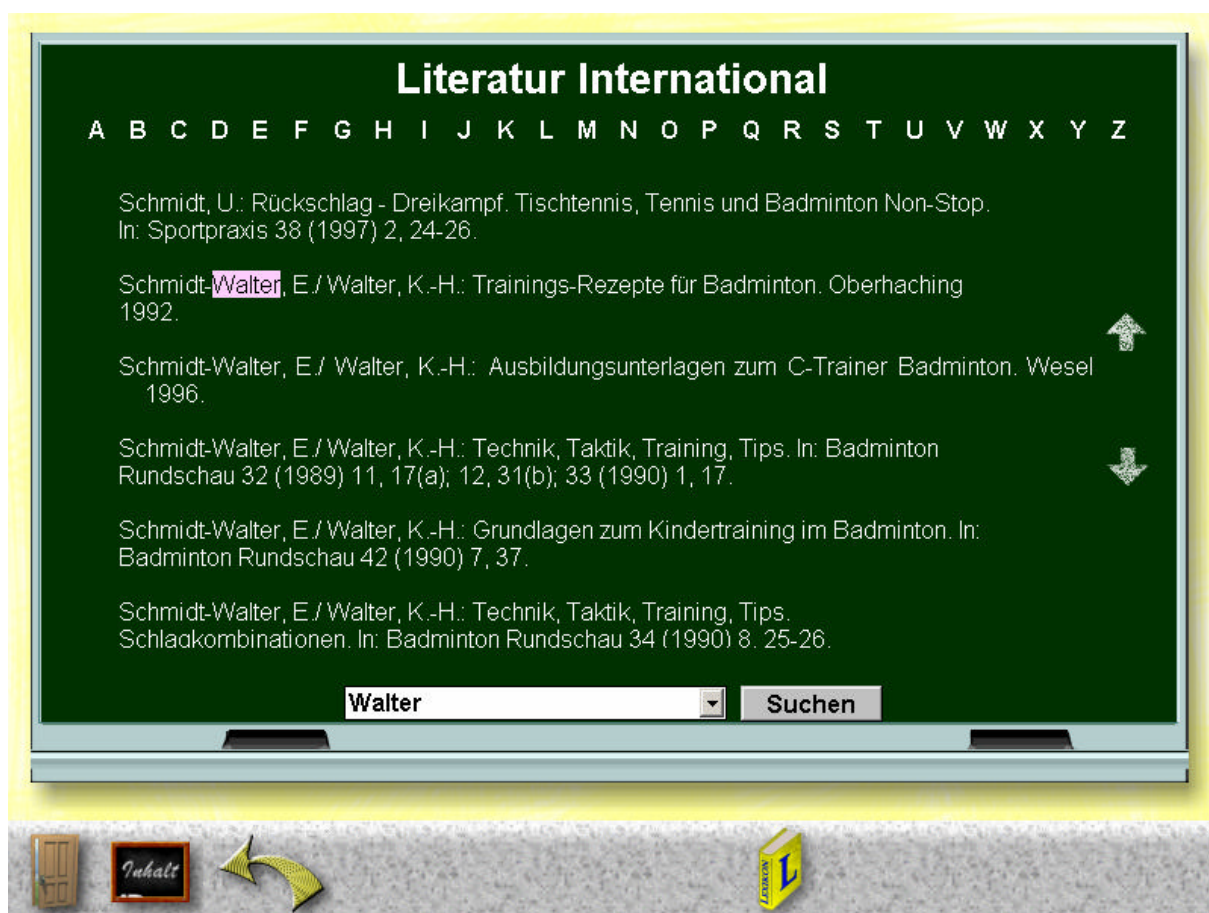 Literatur International
A B C D E F G H I J K L M N O P Q R S T U V W X Y Z
Schmidt, U.: Rückschlag - Dreikampf. Tischtennis, Tennis und Badminton Non-Stop.
In: Sportpraxis 38 (1997) 2, 24-26.
Schmidt-Walter, E./ Walter, K.-H.: Trainings-Rezepte für Badminton. Oberhaching
1992.
Schmidt-Walter, E./ Walter, K.-H.: Ausbildungsunterlagen zum C-Trainer Badminton. Wesel
1996.
Schmidt-Walter, E./ Walter, K.-H.: Technik, Taktik, Training, Tips. In: Badminton
Rundschau 32 (1989) 11, 17(a); 12, 31(b); 33 (1990) 1, 17.
Schmidt-Walter, E./ Walter, K.-H.: Grundlagen zum Kindertraining im Badminton. In:
Badminton Rundschau 42 (1990) 7, 37.
Schmidt-Walter, E./ Walter, K.-H.: Technik, Taktik, Training, Tips.
Schlagkombinationen. In: Badminton Rundschau 34 (1990) 8, 25-26.
Walter
Suchen
Inhalt
LEXIKON
L